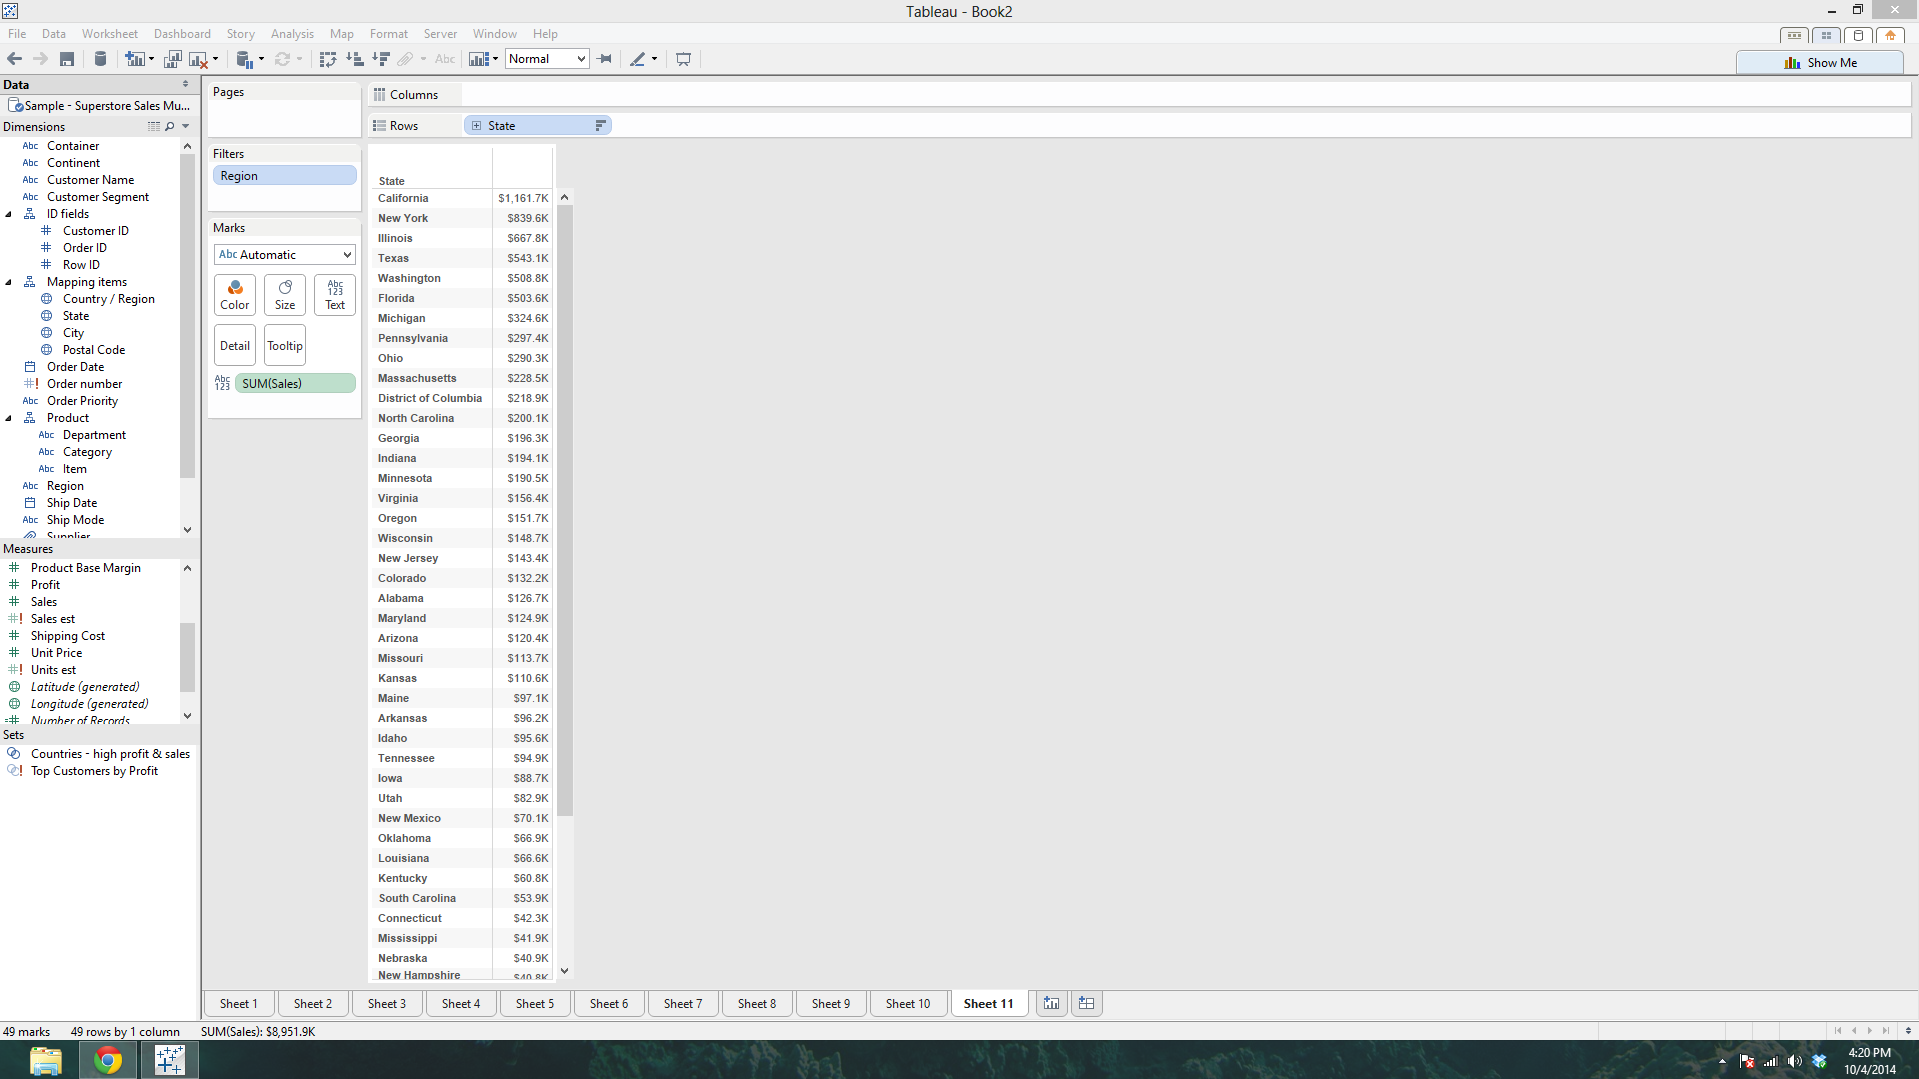 Tableau - Book2
File Data Worksheet Dashboard Story Analysis Map Format Server Window Help
Abc Normal
Show Me
Data
Sample - Superstore Sales Mu...
Dimensions
Abc Container
Abc Continent
Abc Customer Name
Abc Customer Segment
ID fields
Customer ID
Order ID
Row ID
Mapping items
Country / Region
State
City
Postal Code
Order Date
Order number
Abc Order Priority
Product
Abc Department
Abc Category
Abc Item
Abc Region
Ship Date
Abc Ship Mode
Supplier
Measures
Product Base Margin
Profit
Sales
Sales est
Shipping Cost
Unit Price
Units est
Latitude (generated)
Longitude (generated)
Number of Records
Sets
Countries - high profit & sales
Top Customers by Profit
Pages
Filters
Region
Marks
Abc Automatic
Color Size Abc 123 Text
Detail Tooltip
Abc 123 SUM(Sales)
Columns
Rows State
State
California $1,161.7K
New York $839.6K
Illinois $667.8K
Texas $543.1K
Washington $508.8K
Florida $503.6K
Michigan $324.6K
Pennsylvania $297.4K
Ohio $290.3K
Massachusetts $228.5K
District of Columbia $218.9K
North Carolina $200.1K
Georgia $196.3K
Indiana $194.1K
Minnesota $190.5K
Virginia $156.4K
Oregon $151.7K
Wisconsin $148.7K
New Jersey $143.4K
Colorado $132.2K
Alabama $126.7K
Maryland $124.9K
Arizona $120.4K
Missouri $113.7K
Kansas $110.6K
Maine $97.1K
Arkansas $96.2K
Idaho $95.6K
Tennessee $94.9K
Iowa $88.7K
Utah $82.9K
New Mexico $70.1K
Oklahoma $66.9K
Louisiana $66.6K
Kentucky $60.8K
South Carolina $53.9K
Connecticut $42.3K
Mississippi $41.9K
Nebraska $40.9K
New Hampshire $40.8K
Sheet 1 Sheet 2 Sheet 3 Sheet 4 Sheet 5 Sheet 6 Sheet 7 Sheet 8 Sheet 9 Sheet 10 Sheet 11
49 marks 49 rows by 1 column SUM(Sales): $8,951.9K
4:20 PM
10/4/2014